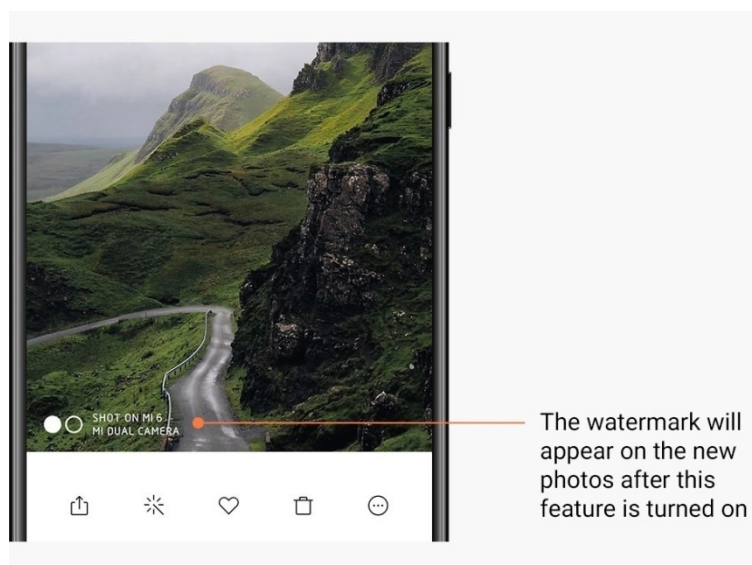 SHOT ON MI 6
MI DUAL CAMERA
The watermark will
appear on the new
photos after this
feature is turned on